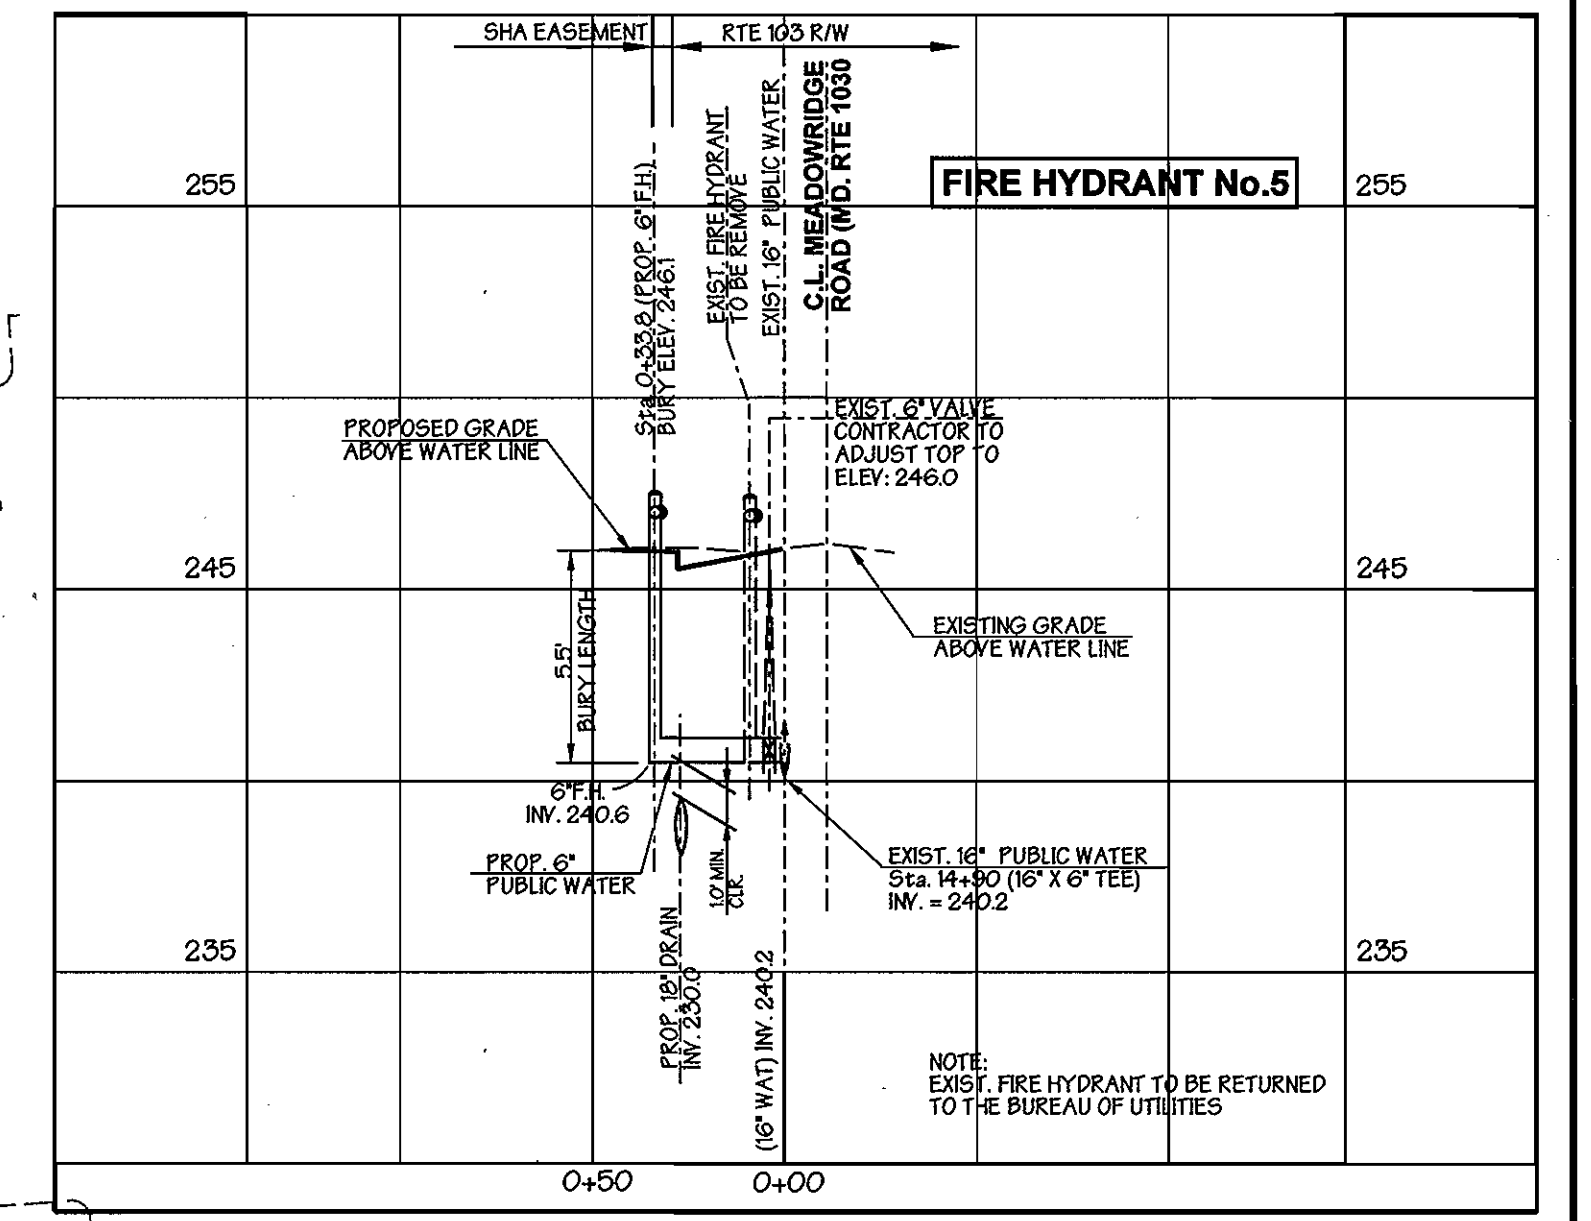 SHA EASEMENT
RTE 103 R/W
Sta. 0+33.8 (PROP. 6" F.H.)
BURY ELEV. 246.1
EXIST. FIRE HYDRANT
TO BE REMOVE
EXIST. 16" PUBLIC WATER
C.L. MEADOWRIDGE
ROAD (MD. RTE 1030
FIRE HYDRANT No.5
255
255
PROPOSED GRADE
ABOVE WATER LINE
EXIST. 6" VALVE
CONTRACTOR TO
ADJUST TOP TO
ELEV: 246.0
245
245
5.5'
BURY LENGTH
EXISTING GRADE
ABOVE WATER LINE
6" F.H.
INV. 240.6
PROP. 6"
PUBLIC WATER
1.0' MIN.
CLR.
EXIST. 16" PUBLIC WATER
Sta. 14+90 (16" X 6" TEE)
INV. = 240.2
235
235
PROP. 18" DRAIN
INV. 230.0
(16" WAT) INV. 240.2
NOTE:
EXIST. FIRE HYDRANT TO BE RETURNED
TO THE BUREAU OF UTILITIES
0+50
0+00